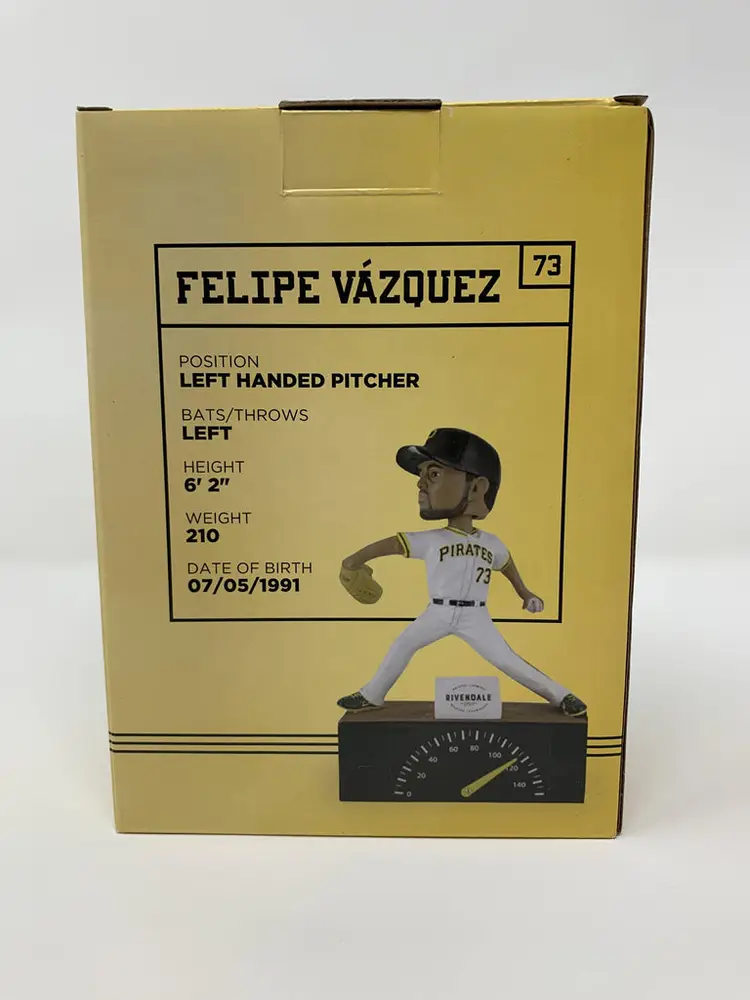 FELIPE VÁZQUEZ
73
POSITION
LEFT HANDED PITCHER
BATS/THROWS
LEFT
HEIGHT
6' 2"
WEIGHT
210
DATE OF BIRTH
07/05/1991
P
PIRATES
73
RIVENDALE
0 20 40 60 80 100 120 140